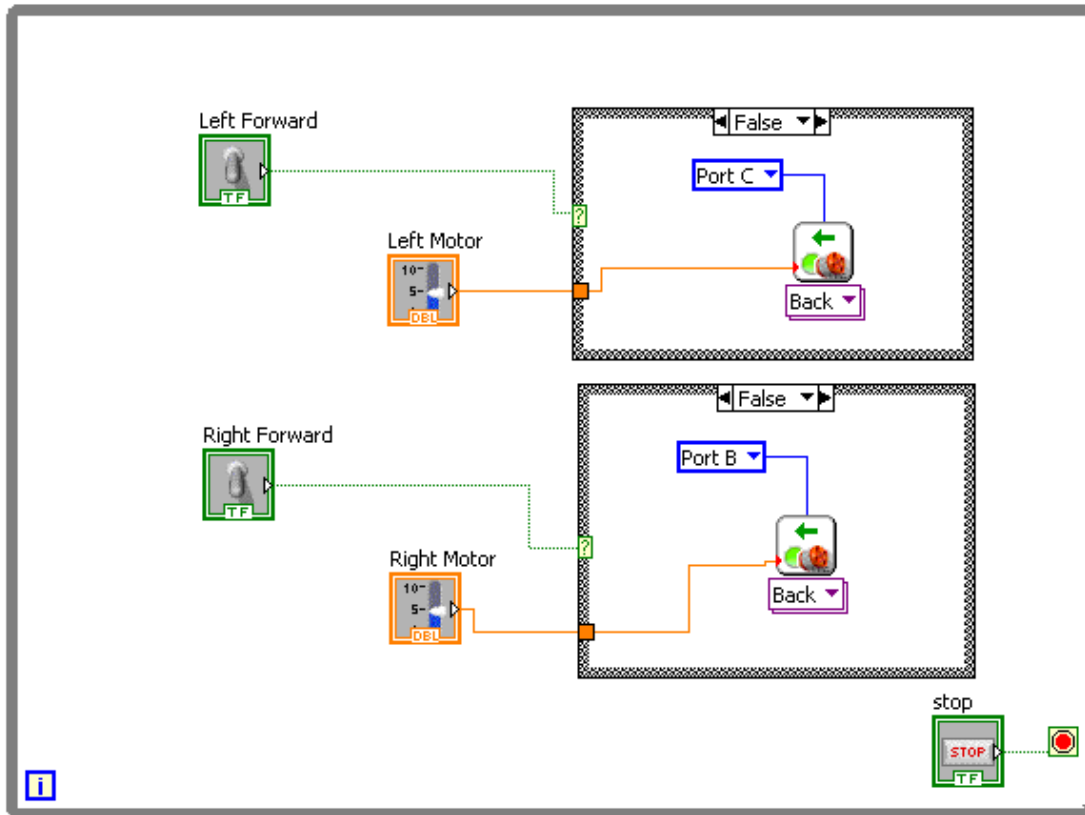 False
Left Forward
TF
Port C
?
Left Motor
10
5
DBL
Back
False
Right Forward
TF
Port B
?
Right Motor
10
5
DBL
Back
stop
STOP
TF
i